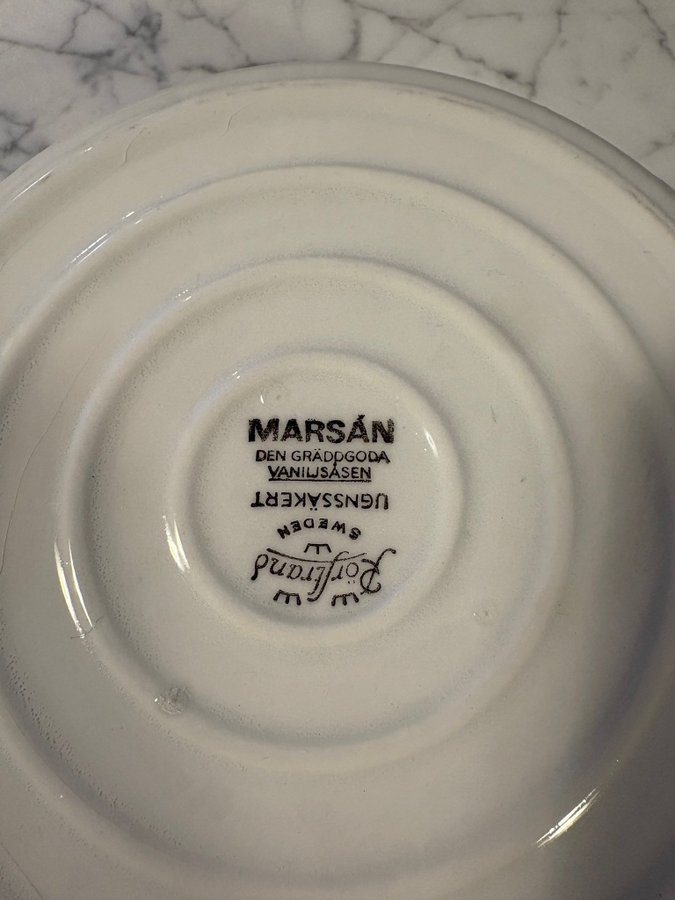 MARSÁN
DEN GRÄDDGODA
VANILJSÅSEN
Rörstrand
SWEDEN
UGNSSÄKERT